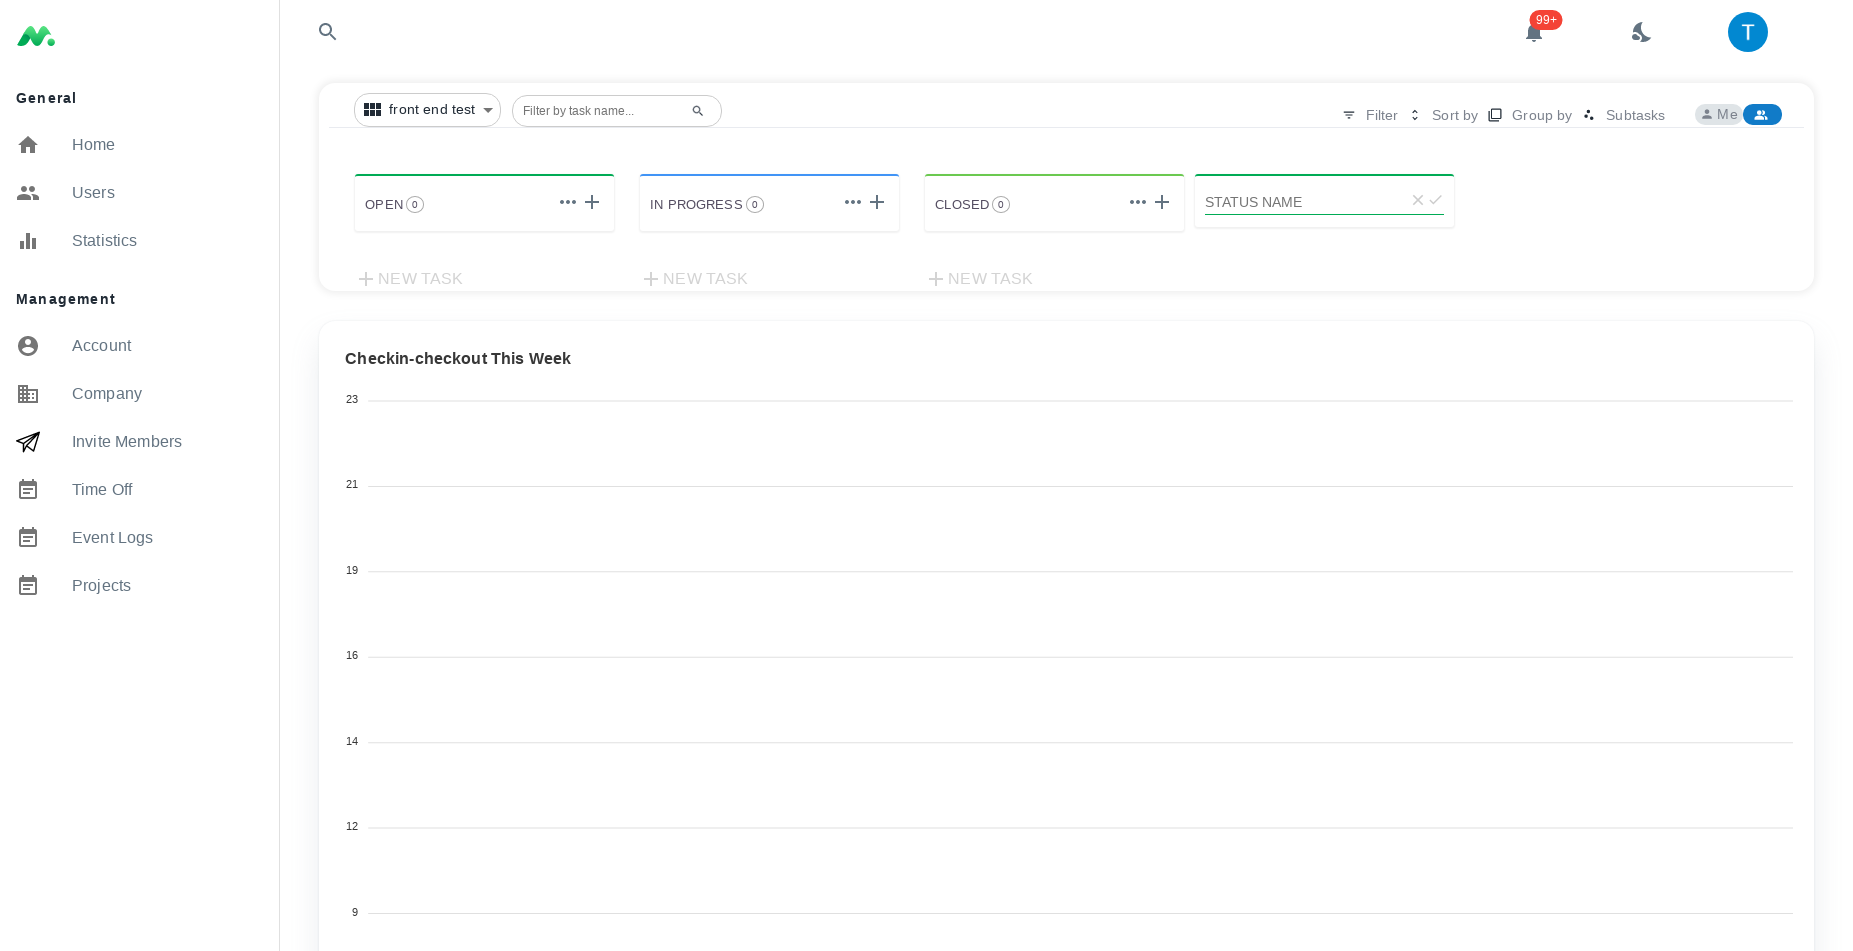 General
Home
Users
Statistics
Management
Account
Company
Invite Members
Time Off
Event Logs
Projects
99+
T
front end test
Filter by task name...
Filter
Sort by
Group by
Subtasks
Me
OPEN 0
IN PROGRESS 0
CLOSED 0
STATUS NAME
NEW TASK
NEW TASK
NEW TASK
Checkin-checkout This Week
23
21
19
16
14
12
9